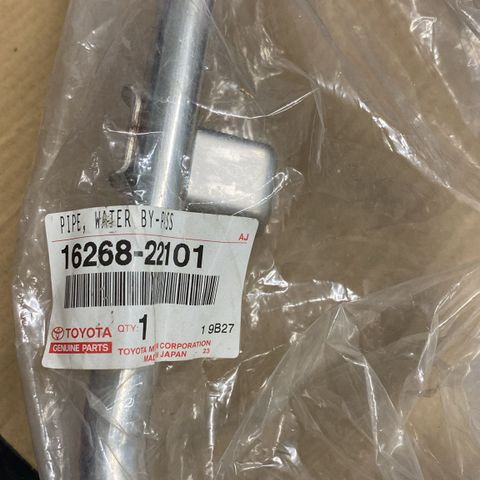 PIPE, WATER BY-PASS
AJ
16268-22101
TOYOTA
GENUINE PARTS
QTY: 1
19B27
TOYOTA MOTOR CORPORATION
MADE IN JAPAN 23